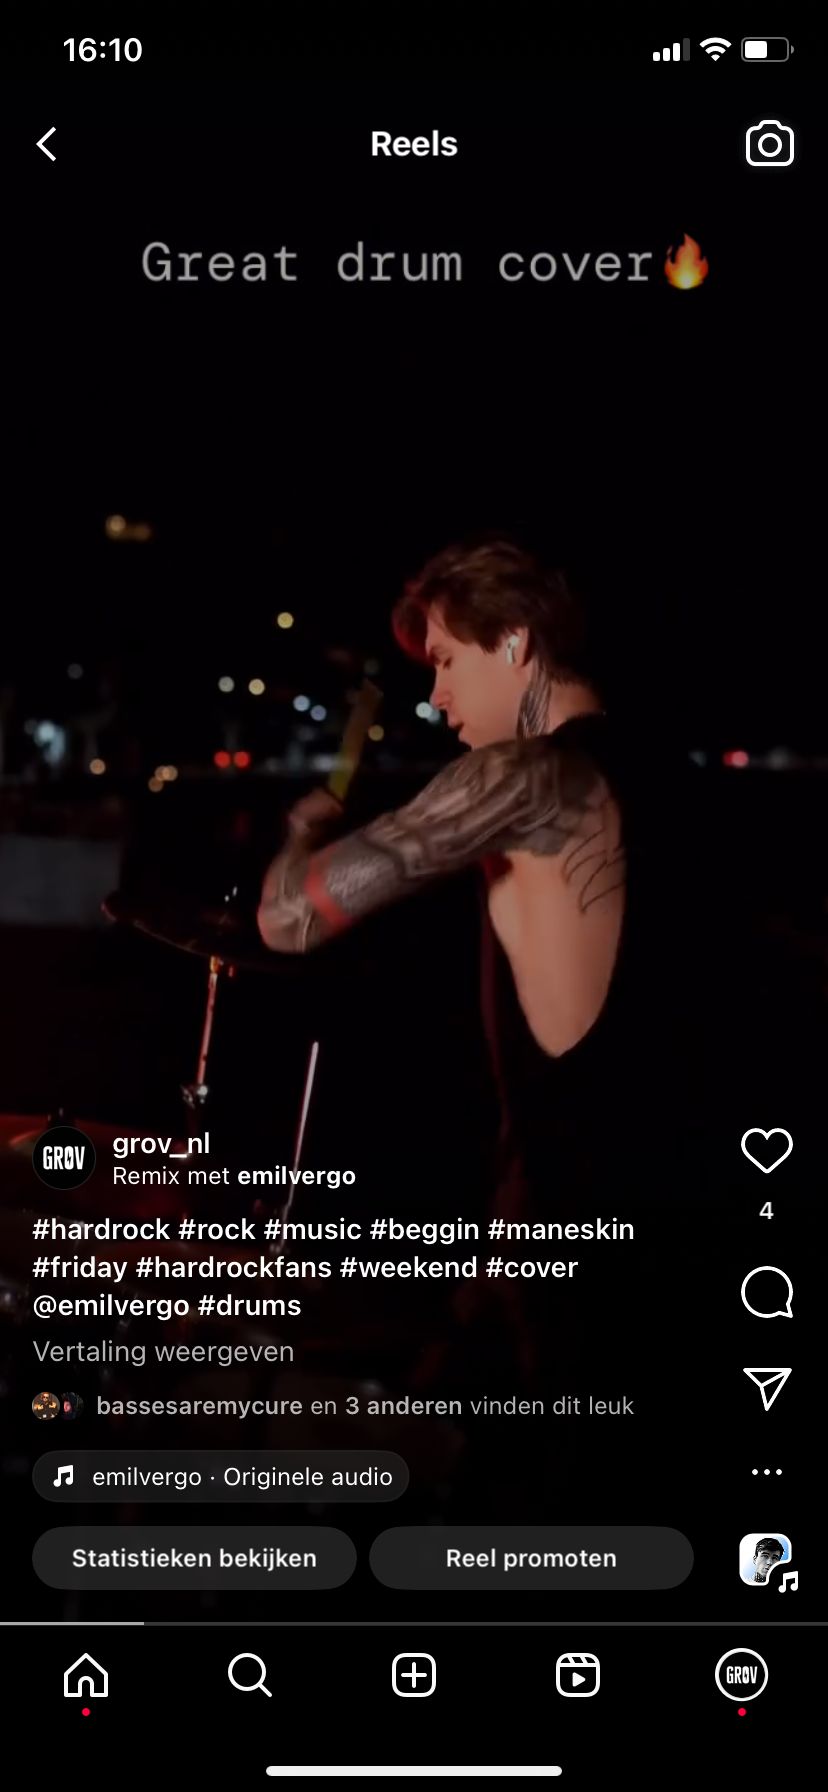 16:10
Reels
Great drum cover🔥
GRØV
grov_nl
Remix met emilvergo
#hardrock #rock #music #beggin #maneskin
#friday #hardrockfans #weekend #cover
@emilvergo #drums
Vertaling weergeven
bassesaremycure en 3 anderen vinden dit leuk
emilvergo · Originele audio
Statistieken bekijken
Reel promoten
4
GRØV